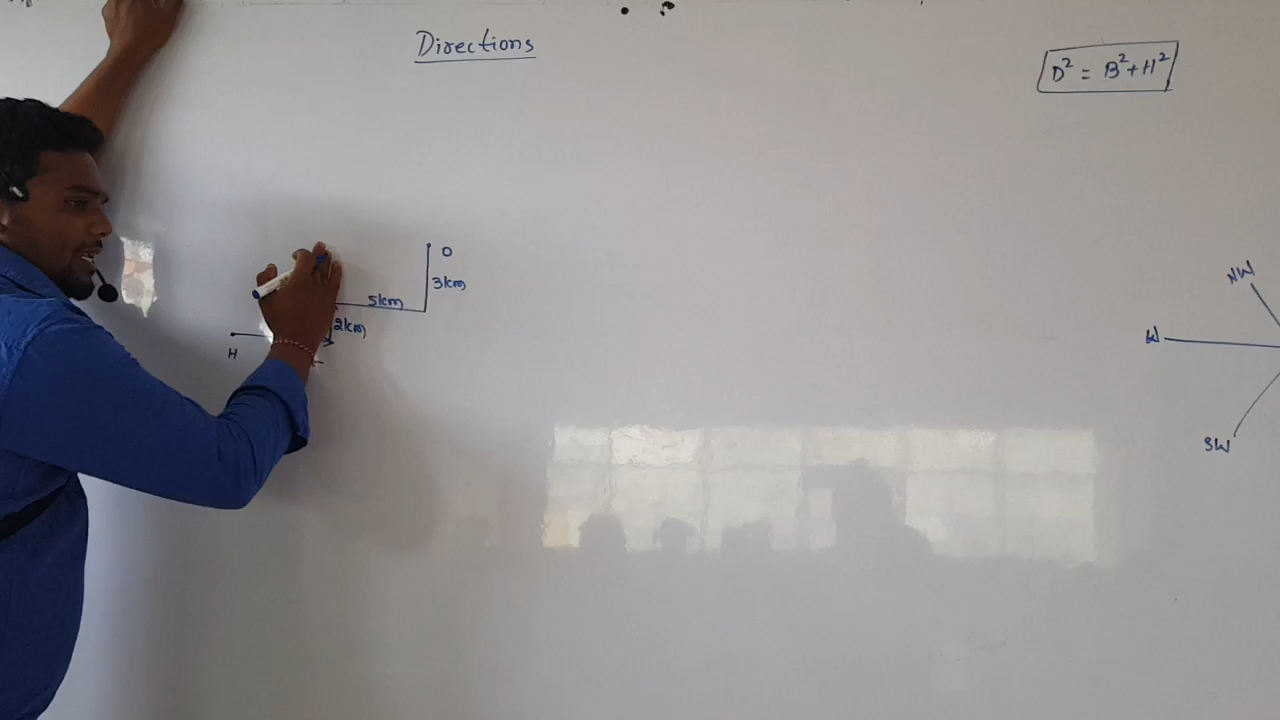 Directions
D² = B² + H²
O
3km
5km
2km
H
NW
W
SW